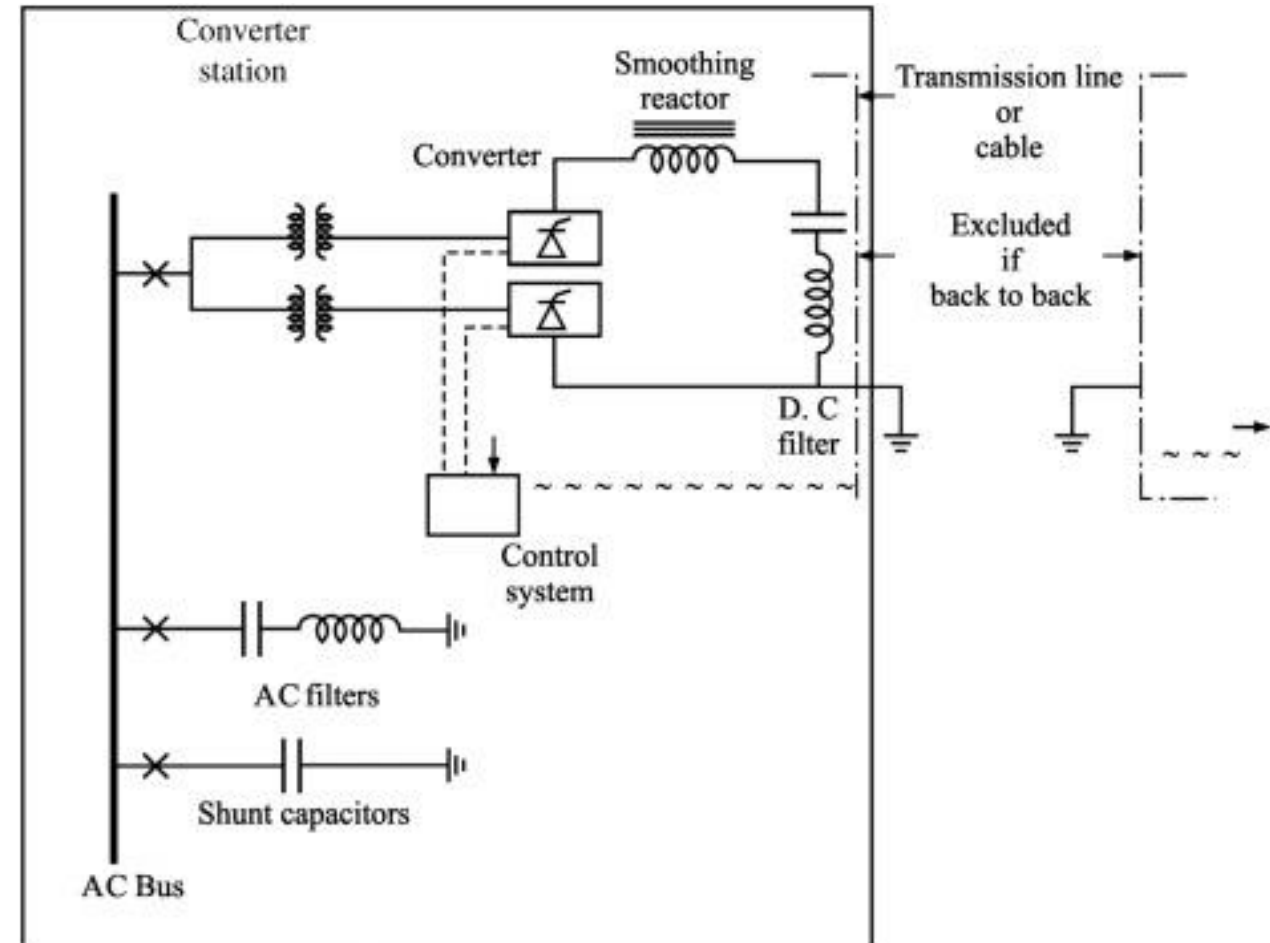 Converter
station
Smoothing
reactor
Converter
Transmission line
or
cable
Excluded
if
back to back
D. C
filter
Control
system
AC filters
Shunt capacitors
AC Bus